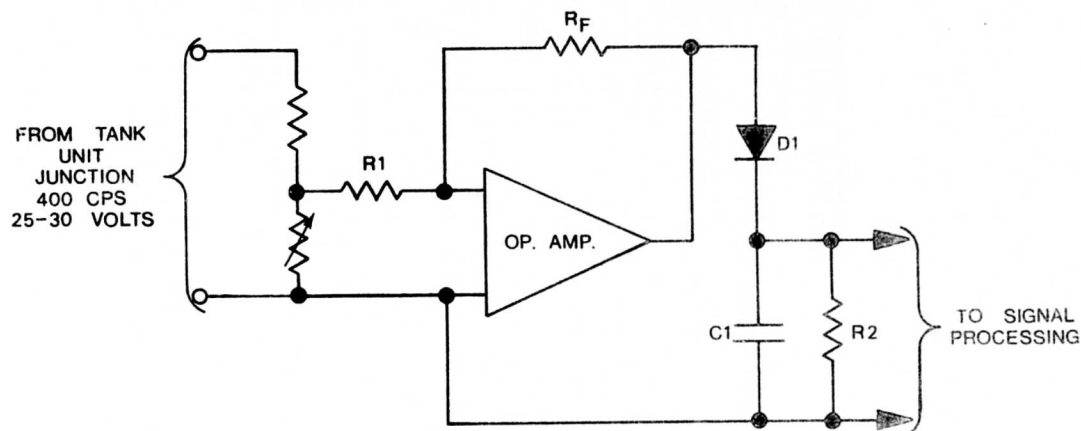 FROM TANK
UNIT
JUNCTION
400 CPS
25-30 VOLTS
R1
RF
OP. AMP.
D1
C1
R2
TO SIGNAL
PROCESSING